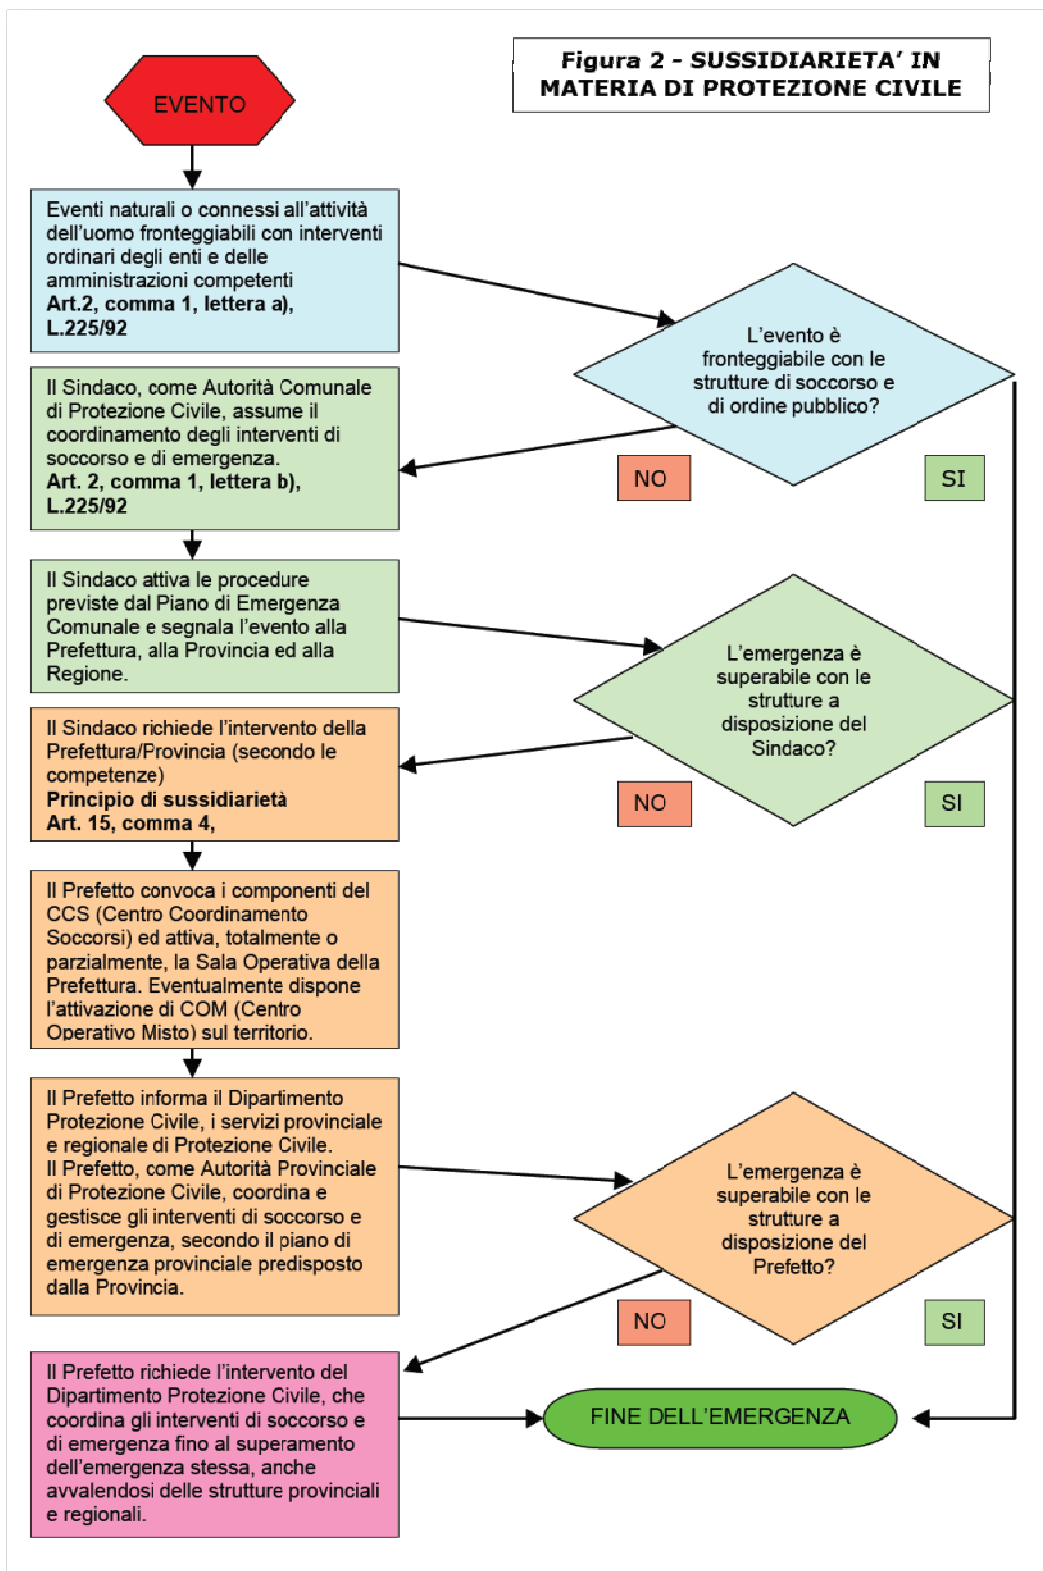 Figura 2 - SUSSIDIARIETA’ IN
MATERIA DI PROTEZIONE CIVILE
EVENTO
Eventi naturali o connessi all’attività
dell’uomo fronteggiabili con interventi
ordinari degli enti e delle
amministrazioni competenti
Art.2, comma 1, lettera a),
L.225/92
L’evento è
fronteggiabile con le
strutture di soccorso e
di ordine pubblico?
NO
SI
Il Sindaco, come Autorità Comunale
di Protezione Civile, assume il
coordinamento degli interventi di
soccorso e di emergenza.
Art. 2, comma 1, lettera b),
L.225/92
Il Sindaco attiva le procedure
previste dal Piano di Emergenza
Comunale e segnala l’evento alla
Prefettura, alla Provincia ed alla
Regione.
L’emergenza è
superabile con le
strutture a
disposizione del
Sindaco?
NO
SI
Il Sindaco richiede l’intervento della
Prefettura/Provincia (secondo le
competenze)
Principio di sussidiarietà
Art. 15, comma 4,
Il Prefetto convoca i componenti del
CCS (Centro Coordinamento
Soccorsi) ed attiva, totalmente o
parzialmente, la Sala Operativa della
Prefettura. Eventualmente dispone
l’attivazione di COM (Centro
Operativo Misto) sul territorio.
Il Prefetto informa il Dipartimento
Protezione Civile, i servizi provinciale
e regionale di Protezione Civile.
Il Prefetto, come Autorità Provinciale
di Protezione Civile, coordina e
gestisce gli interventi di soccorso e
di emergenza, secondo il piano di
emergenza provinciale predisposto
dalla Provincia.
L’emergenza è
superabile con le
strutture a
disposizione del
Prefetto?
NO
SI
Il Prefetto richiede l’intervento del
Dipartimento Protezione Civile, che
coordina gli interventi di soccorso e
di emergenza fino al superamento
dell’emergenza stessa, anche
avvalendosi delle strutture provinciali
e regionali.
FINE DELL’EMERGENZA